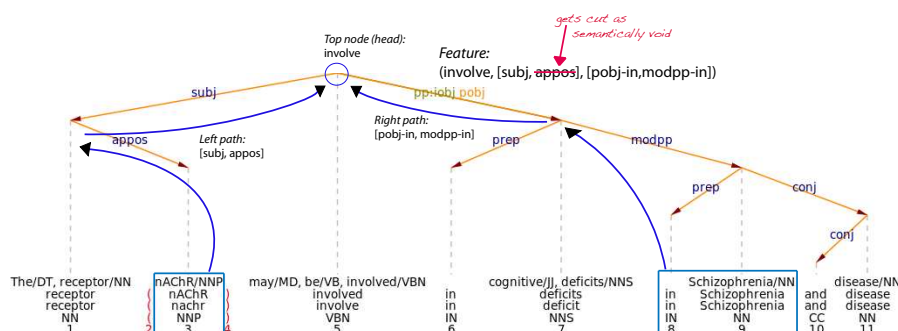 gets cut as
semantically void
Top node (head):
involve
Feature:
(involve, [subj, appos], [pobj-in,modpp-in])
subj
pp:iobj pobj
Left path:
[subj, appos]
Right path:
[pobj-in, modpp-in]
appos
prep
modpp
prep
conj
conj
The/DT, receptor/NN nAChR/NNP may/MD, be/VB, involved/VBN cognitive/JJ, deficits/NNS Schizophrenia/NN disease/NN
receptor ( nAChR ) involved in deficits in Schizophrenia and disease
receptor ( nachr ) involve in deficit in Schizophrenia and disease
NN ( NNP ) VBN IN NNS IN NN CC NN
1 2 3 4 5 6 7 8 9 10 11